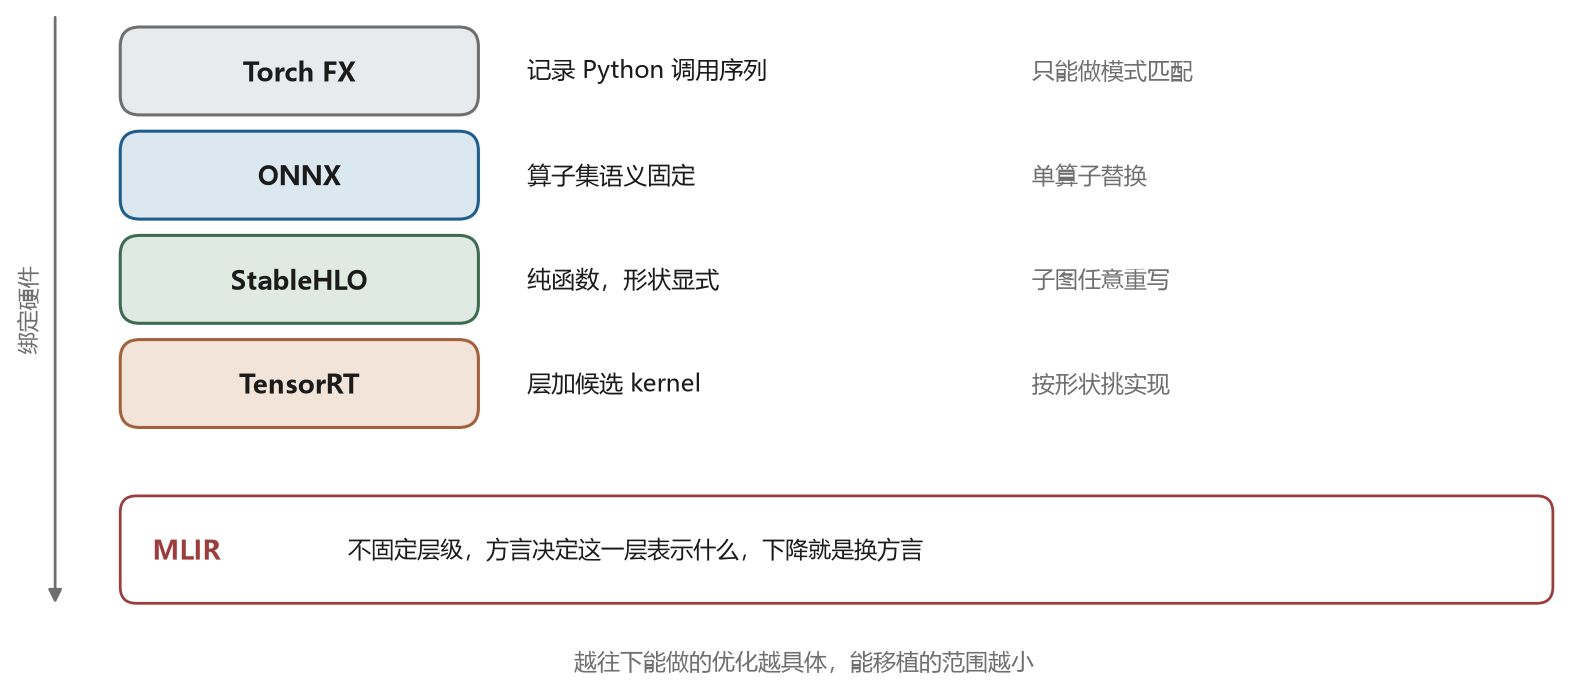 Torch FX 记录 Python 调用序列 只能做模式匹配
ONNX 算子集语义固定 单算子替换
StableHLO 纯函数，形状显式 子图任意重写
绑定硬件
TensorRT 层加候选 kernel 按形状挑实现
MLIR 不固定层级，方言决定这一层表示什么，下降就是换方言
越往下能做的优化越具体，能移植的范围越小